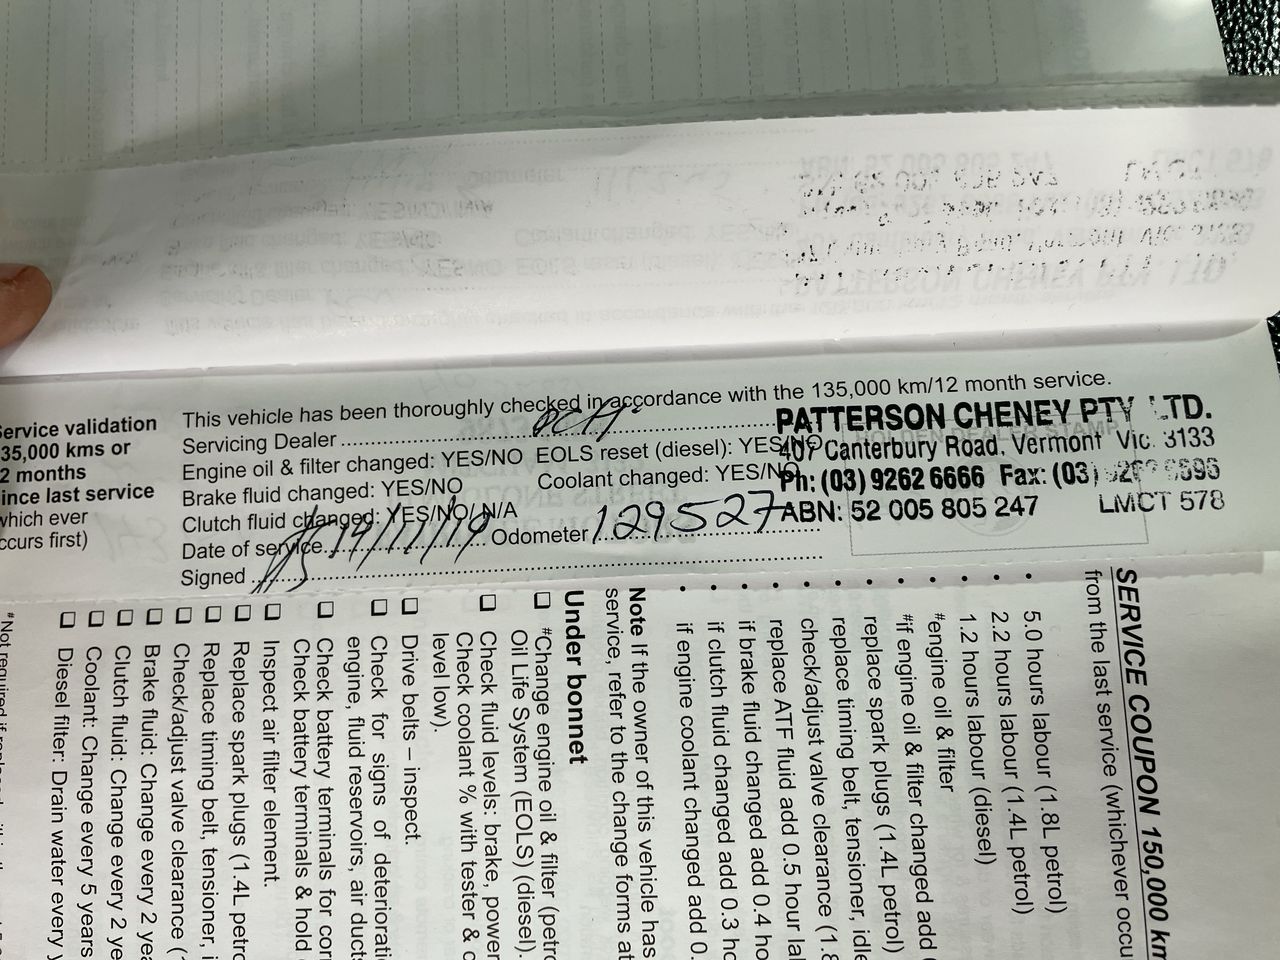 Service validation
35,000 kms or
2 months
since last service
which ever
occurs first)
This vehicle has been thoroughly checked in accordance with the 135,000 km/12 month service.
Servicing Dealer
Engine oil & filter changed: YES/NO EOLS reset (diesel): YES/NO
Brake fluid changed: YES/NO Coolant changed: YES/NO
Clutch fluid changed: YES/NO/N/A
Date of service 19/11/19 Odometer 129527
Signed
PATTERSON CHENEY PTY LTD.
407 Canterbury Road, Vermont Vic. 3133
Ph: (03) 9262 6666 Fax: (03)
ABN: 52 005 805 247 LMCT 578
SERVICE COUPON 150,000 km
from the last service (whichever occu
• 5.0 hours labour (1.8L petrol)
• 2.2 hours labour (1.4L petrol)
• 1.2 hours labour (diesel)
• #engine oil & filter
• #if engine oil & filter changed add
• replace spark plugs (1.4L petrol)
• replace timing belt, tensioner, idle
• check/adjust valve clearance (1.8
• replace ATF fluid add 0.5 hour lal
• if brake fluid changed add 0.4 ho
• if clutch fluid changed add 0.3 ho
• if engine coolant changed add 0.
Note If the owner of this vehicle has
service, refer to the change forms at
Under bonnet
❑ #Change engine oil & filter (petro
Oil Life System (EOLS) (diesel).
❑ Check fluid levels: brake, power
Check coolant % with tester & c
level low).
❑ Drive belts – inspect.
❑ Check for signs of deteriorati
engine, fluid reservoirs, air ducts
❑ Check battery terminals for corr
Check battery terminals & hold
❑ Inspect air filter element.
❑ Replace spark plugs (1.4L petro
❑ Replace timing belt, tensioner, i
❑ Check/adjust valve clearance (
❑ Brake fluid: Change every 2 yea
❑ Clutch fluid: Change every 2 ye
❑ Coolant: Change every 5 years
❑ Diesel filter: Drain water every y
#Not required if